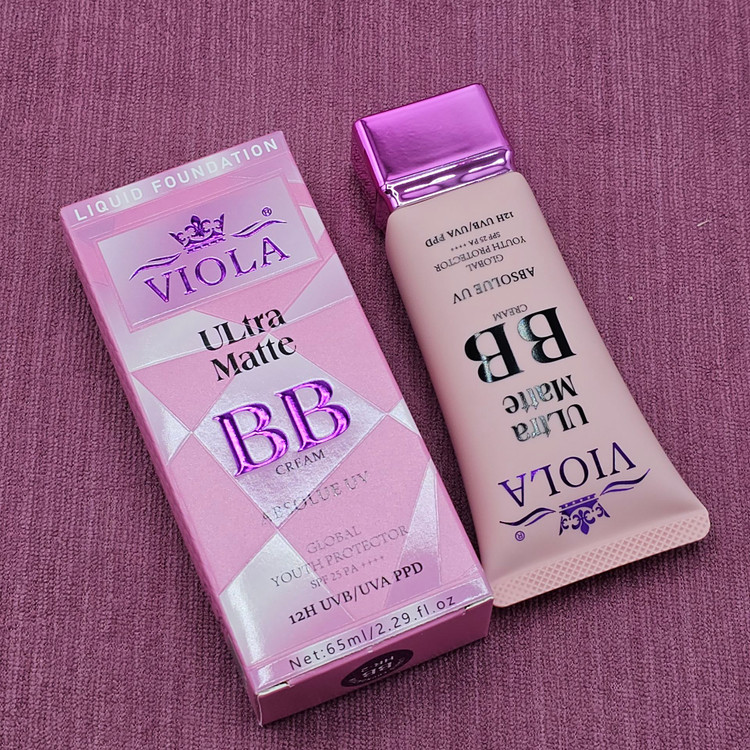 LIQUID FOUNDATION
VIOLA ®
ULtra
Matte
BB
CREAM
ABSOLUE UV
GLOBAL
YOUTH PROTECTOR
SPF 25 PA ++++
12H UVB/UVA PPD
Net:65ml/2.29.fl.oz
BB
VIOLA ®
ULtra
Matte
BB
CREAM
ABSOLUE UV
GLOBAL
YOUTH PROTECTOR
SPF 25 PA ++++
12H UVB/UVA PPD